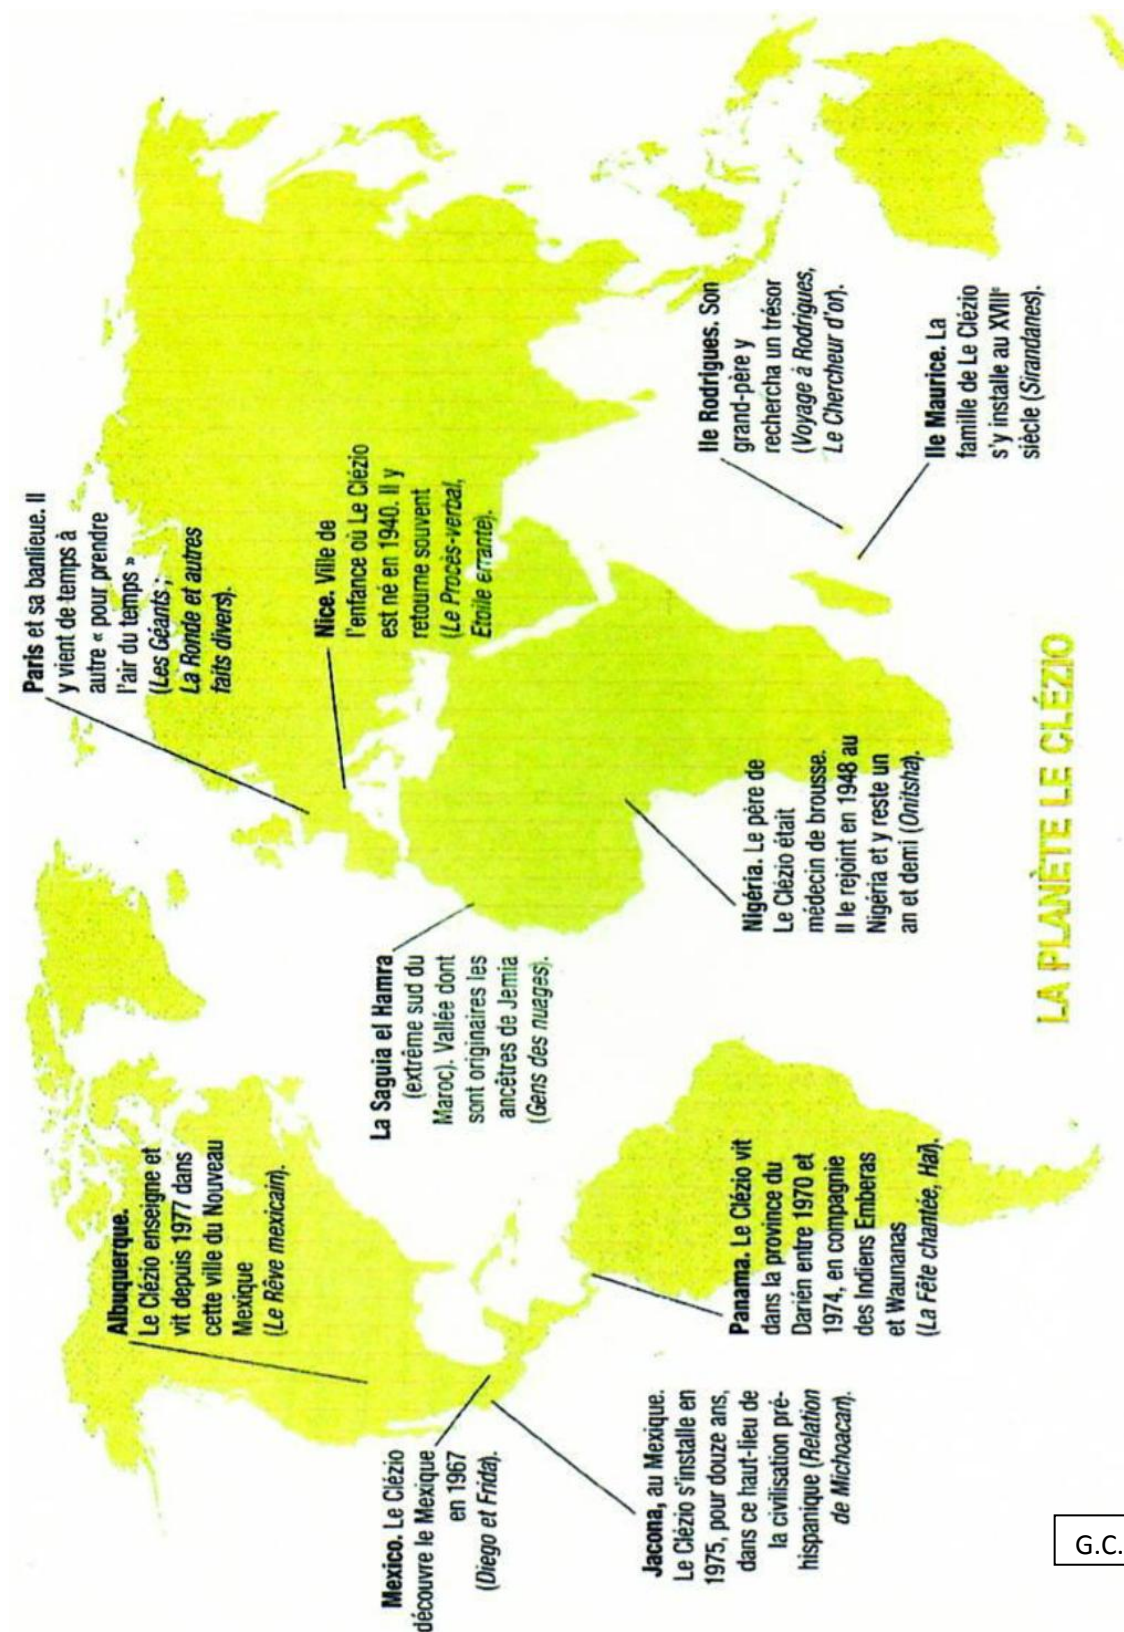 Albuquerque.
Le Clézio enseigne et
vit depuis 1977 dans
cette ville du Nouveau
Mexique
(Le Rêve mexicain).
Paris et sa banlieue. Il
y vient de temps à
autre « pour prendre
l'air du temps »
(Les Géants ;
La Ronde et autres
faits divers).
Nice. Ville de
l'enfance où Le Clézio
est né en 1940. Il y
retourne souvent
(Le Procès-verbal,
Etoile errante).
Mexico. Le Clézio
découvre le Mexique
en 1967
(Diego et Frida).
La Saguia el Hamra
(extrême sud du
Maroc). Vallée dont
sont originaires les
ancêtres de Jemia
(Gens des nuages).
Jacona, au Mexique.
Le Clézio s'installe en
1975, pour douze ans,
dans ce haut-lieu de
la civilisation pré-
hispanique (Relation
de Michoacan).
Panama. Le Clézio vit
dans la province du
Darién entre 1970 et
1974, en compagnie
des Indiens Emberas
et Waunanas
(La Fête chantée, Haï).
Nigéria. Le père de
Le Clézio était
médecin de brousse.
Il le rejoint en 1948 au
Nigéria et y reste un
an et demi (Onitsha).
Ile Rodrigues. Son
grand-père y
rechercha un trésor
(Voyage à Rodrigues,
Le Chercheur d'or).
Ile Maurice. La
famille de Le Clézio
s'y installe au XVIIIe
siècle (Sirandanes).
LA PLANÈTE LE CLÉZIO
G.C.